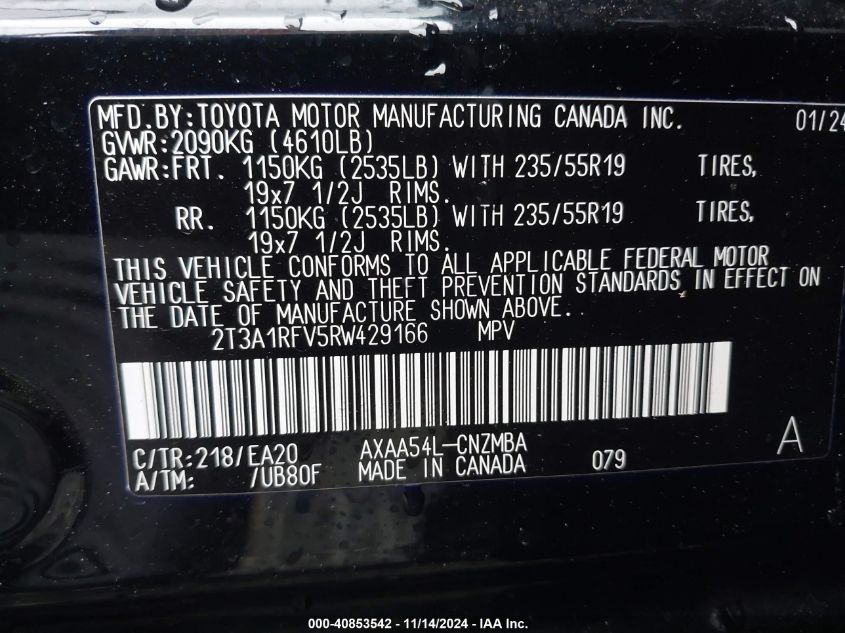 MFD.BY:TOYOTA MOTOR MANUFACTURING CANADA INC. 01/24
GVWR:2090KG (4610LB)
GAWR:FRT. 1150KG (2535LB) WITH 235/55R19 TIRES,
19x7 1/2J RIMS.
RR. 1150KG (2535LB) WITH 235/55R19 TIRES,
19x7 1/2J RIMS.
THIS VEHICLE CONFORMS TO ALL APPLICABLE FEDERAL MOTOR
VEHICLE SAFETY AND THEFT PREVENTION STANDARDS IN EFFECT ON
THE DATE OF MANUFACTURE SHOWN ABOVE.
2T3A1RFV5RW429166 MPV
C/TR:218/EA20 AXAA54L-CNZMBA
A/TM: /UB80F MADE IN CANADA 079 A
000-40853542 - 11/14/2024 - IAA Inc.